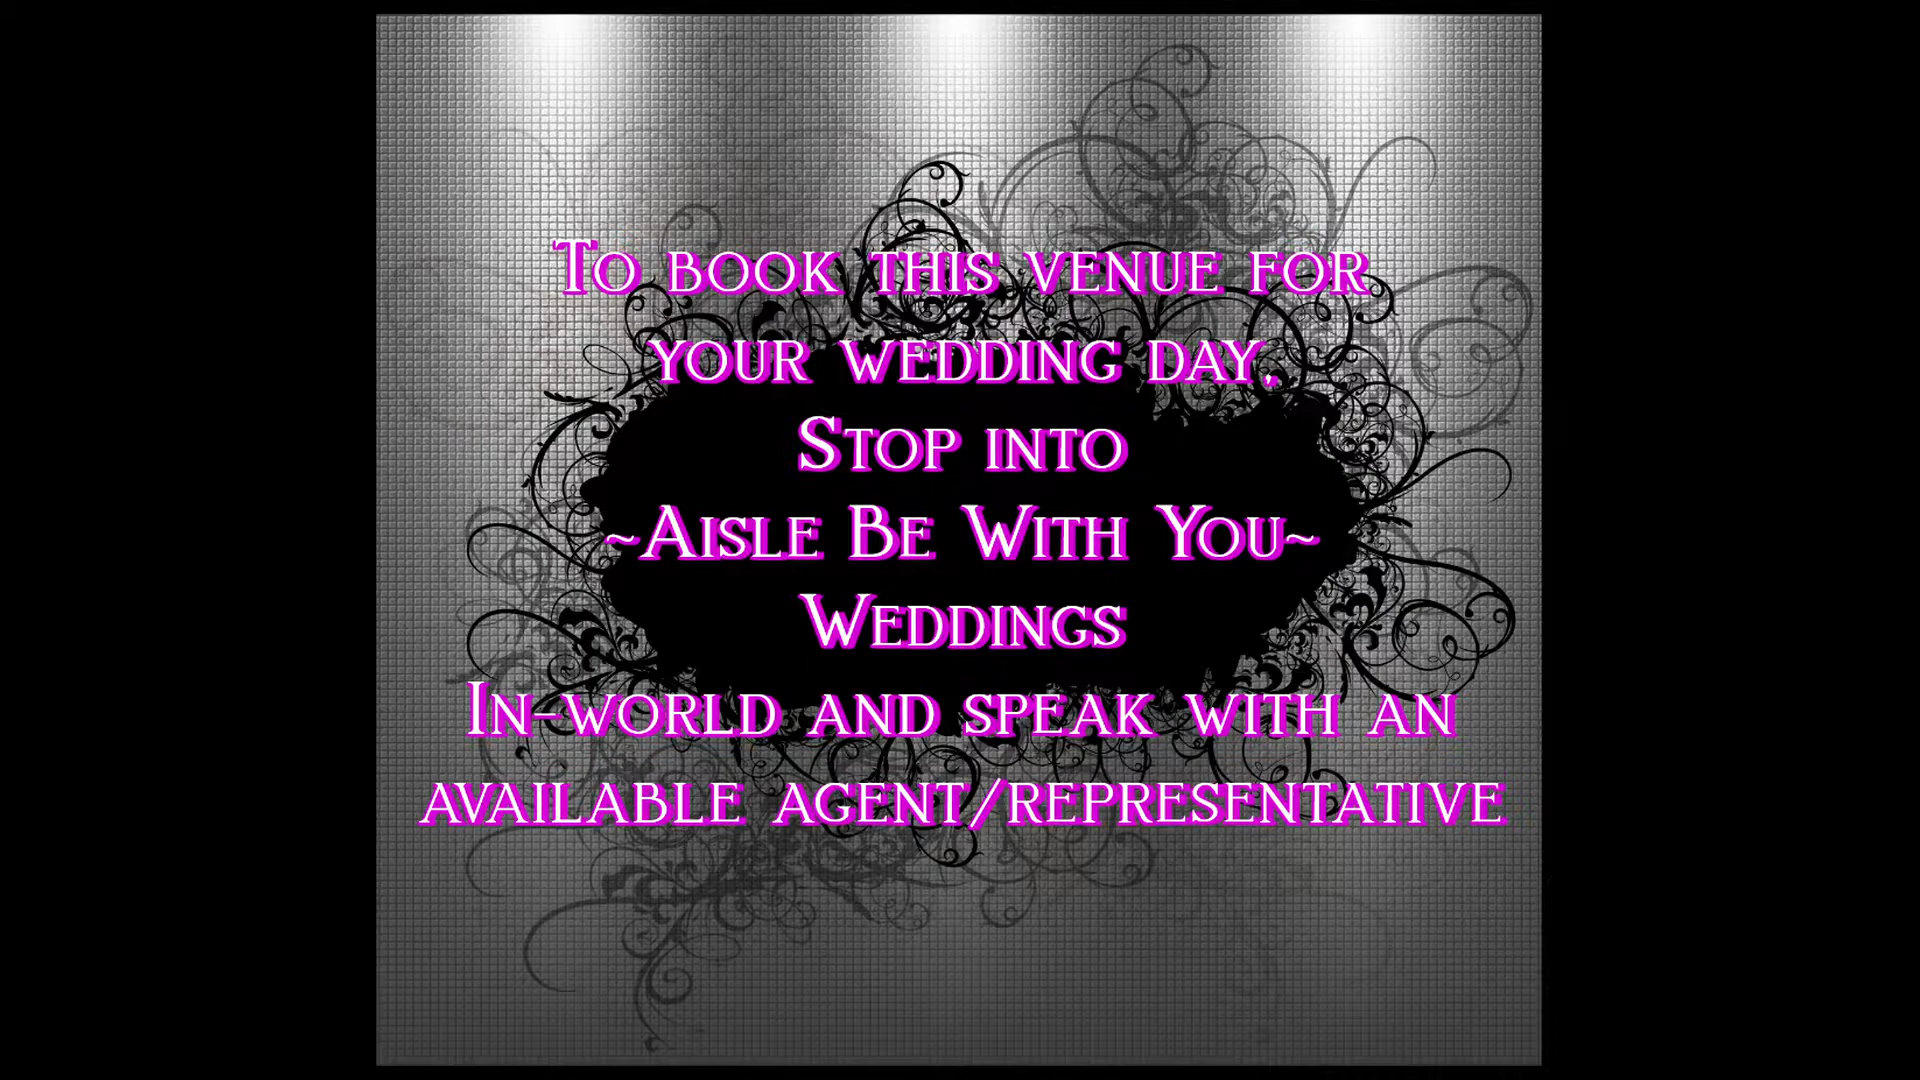 To book this venue for
your wedding day,
Stop into
~Aisle Be With You~
Weddings
In-world and speak with an
available agent/representative